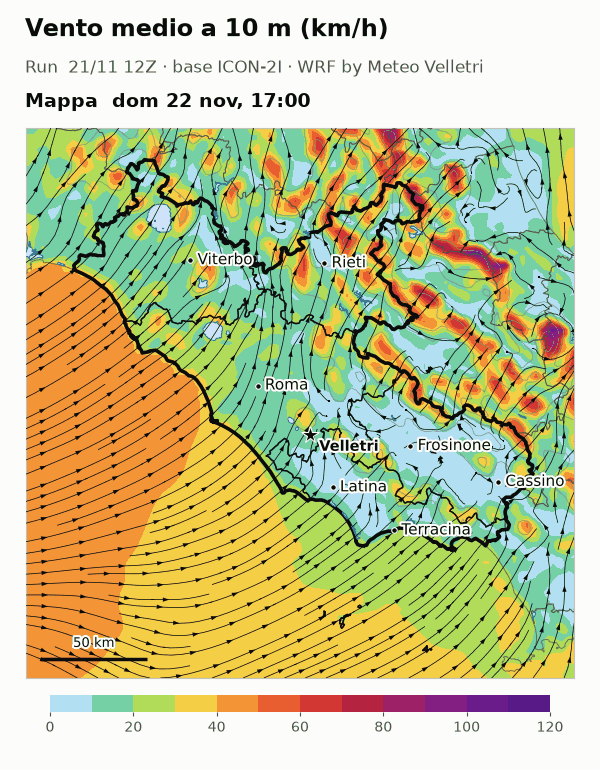 Vento medio a 10 m (km/h)
Run  21/11 12Z · base ICON-2I · WRF by Meteo Velletri
Mappa  dom 22 nov, 17:00
Viterbo
Rieti
Roma
Velletri
Frosinone
Latina
Cassino
Terracina
50 km
0 20 40 60 80 100 120